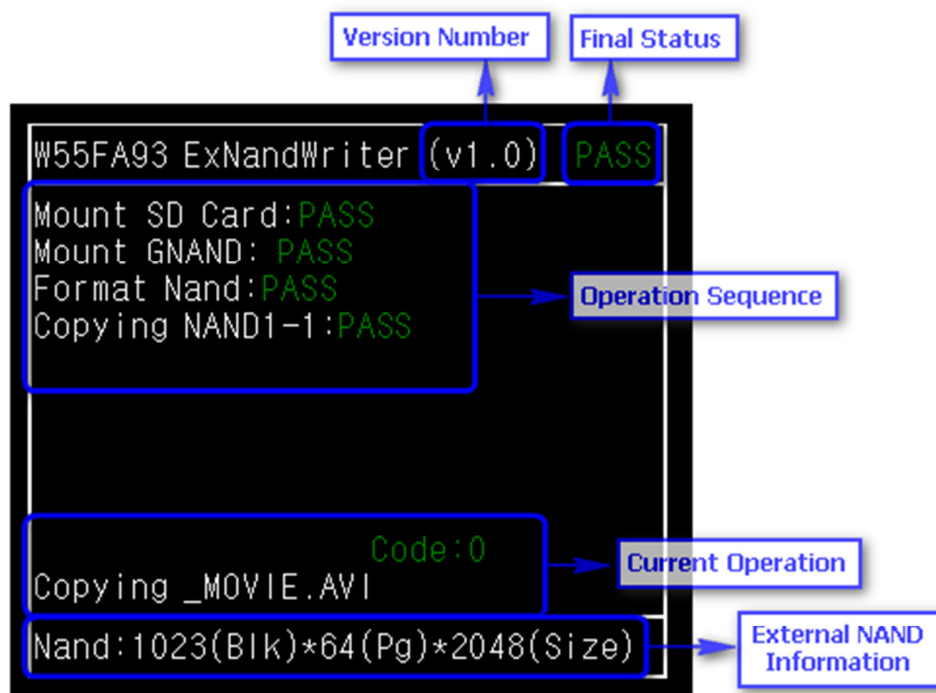 Version Number
Final Status
W55FA93 ExNandWriter (v1.0) PASS
Mount SD Card:PASS
Mount GNAND: PASS
Format Nand:PASS
Copying NAND1-1:PASS
Operation Sequence
Code:0
Copying _MOVIE.AVI
Current Operation
Nand:1023(Blk)*64(Pg)*2048(Size)
External NAND
Information